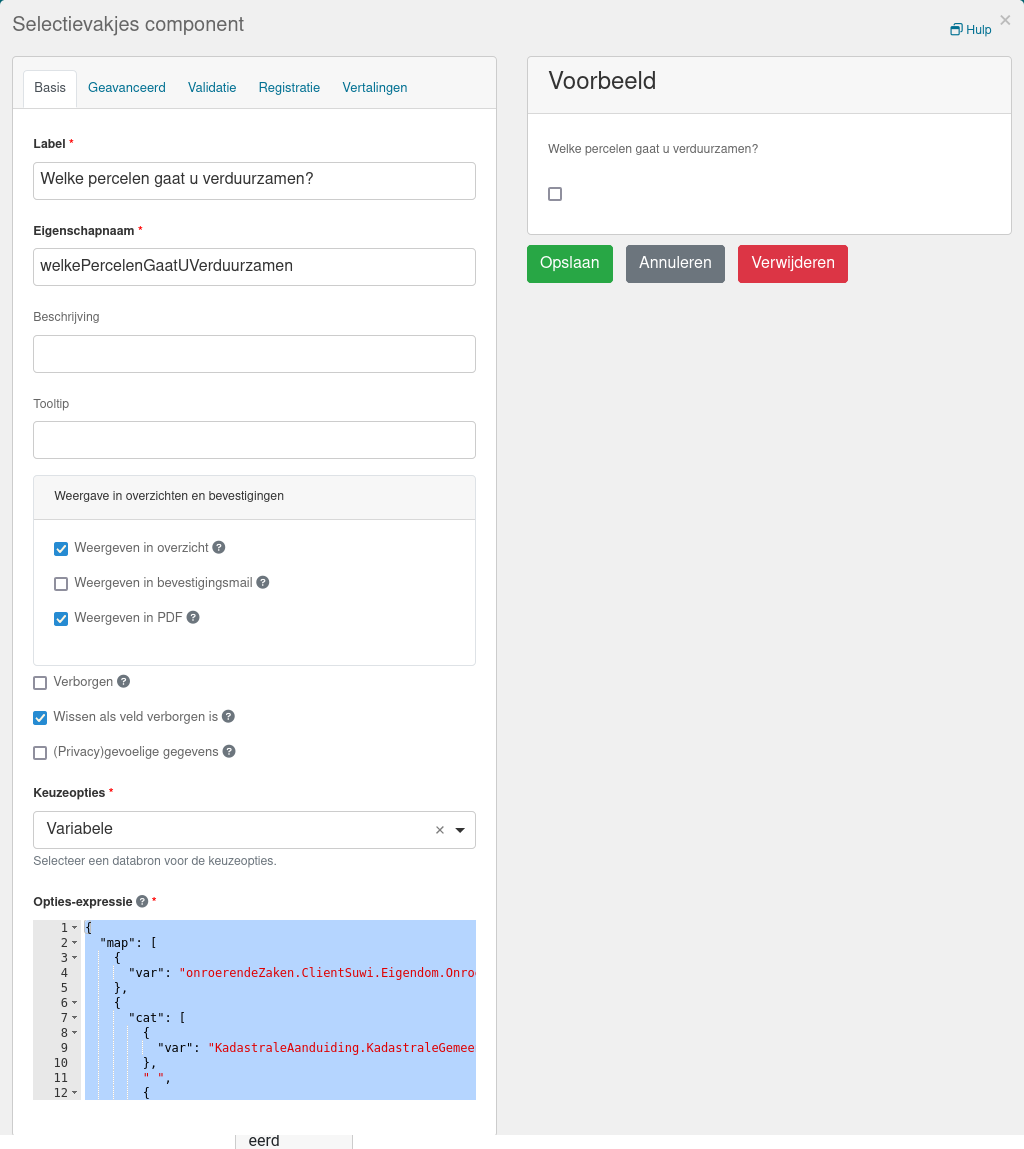 Selectievakjes component
Hulp
×
Basis Geavanceerd Validatie Registratie Vertalingen
Label *
Welke percelen gaat u verduurzamen?
Eigenschapnaam *
welkePercelenGaatUVerduurzamen
Beschrijving
Tooltip
Weergave in overzichten en bevestigingen
Weergeven in overzicht ?
Weergeven in bevestigingsmail ?
Weergeven in PDF ?
Verborgen ?
Wissen als veld verborgen is ?
(Privacy)gevoelige gegevens ?
Keuzeopties *
Variabele ×
Selecteer een databron voor de keuzeopties.
Opties-expressie ? *
1 {
2 "map": [
3 {
4 "var": "onroerendeZaken.ClientSuwi.Eigendom.Onro
5 },
6 {
7 "cat": [
8 {
9 "var": "KadastraleAanduiding.KadastraleGemee
10 },
11 " ",
12 {
eerd
Voorbeeld
Welke percelen gaat u verduurzamen?
Opslaan Annuleren Verwijderen